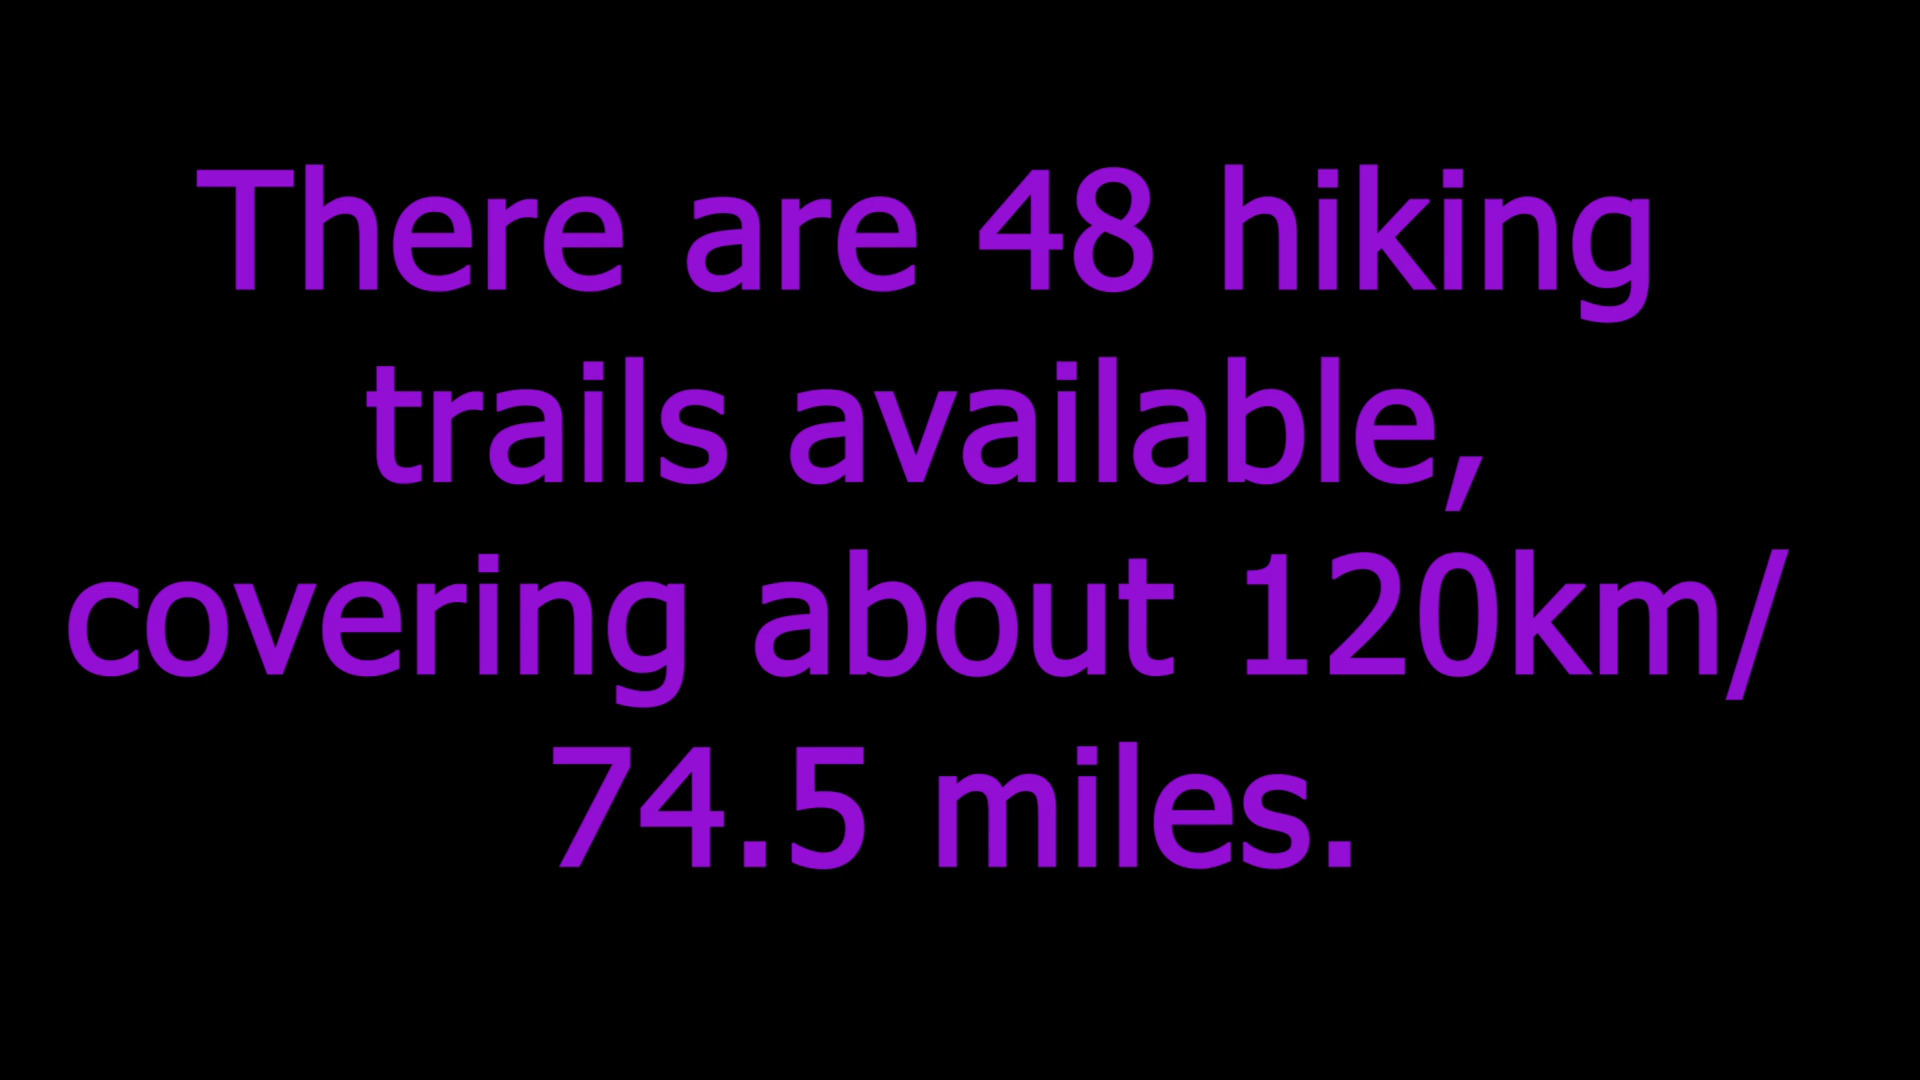 There are 48 hiking
trails available,
covering about 120km/
74.5 miles.